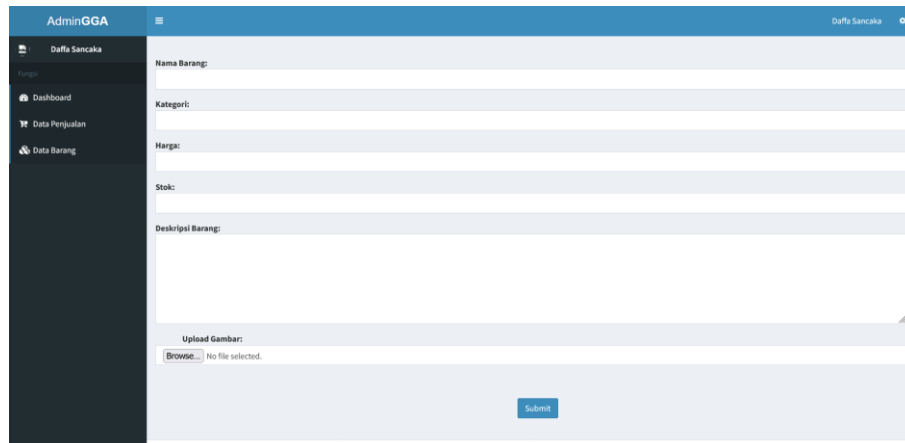 AdminGGA
Daffa Sancaka
Daffa Sancaka
Fungsi
Dashboard
Data Penjualan
Data Barang
Nama Barang:
Kategori:
Harga:
Stok:
Deskripsi Barang:
Upload Gambar:
Browse... No file selected.
Submit